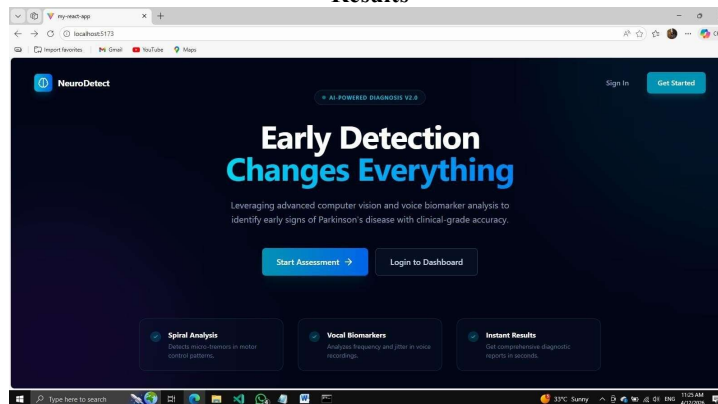 Results
my-react-app
localhost:5173
Import favorites
Gmail
YouTube
Maps
NeuroDetect
Sign In
Get Started
AI-POWERED DIAGNOSIS V2.0
Early Detection
Changes Everything
Leveraging advanced computer vision and voice biomarker analysis to
identify early signs of Parkinson's disease with clinical-grade accuracy.
Start Assessment →
Login to Dashboard
Spiral Analysis
Detects micro-tremors in motor
control patterns.
Vocal Biomarkers
Analyzes frequency and jitter in voice
recordings.
Instant Results
Get comprehensive diagnostic
reports in seconds.
Type here to search
33°C Sunny
ENG
11:25 AM
4/12/2026